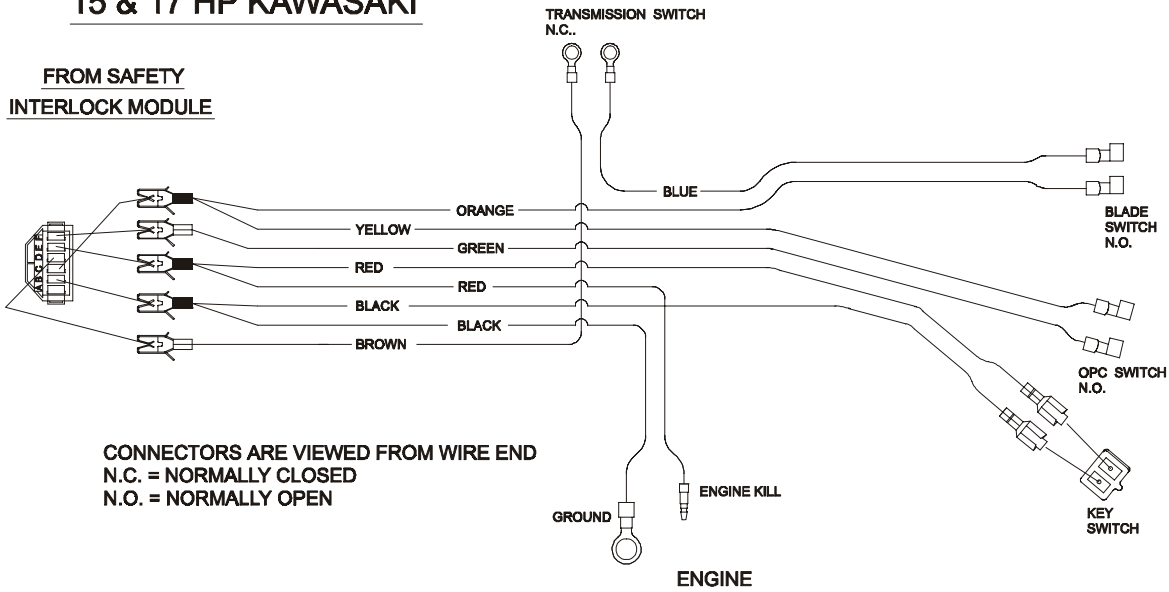 15 & 17 HP KAWASAKI
TRANSMISSION SWITCH
N.C..
FROM SAFETY
INTERLOCK MODULE
BLUE
ORANGE
YELLOW
GREEN
RED
RED
BLACK
BLACK
BROWN
A B C D E F
BLADE
SWITCH
N.O.
OPC SWITCH
N.O.
CONNECTORS ARE VIEWED FROM WIRE END
N.C. = NORMALLY CLOSED
N.O. = NORMALLY OPEN
ENGINE KILL
GROUND
KEY
SWITCH
ENGINE